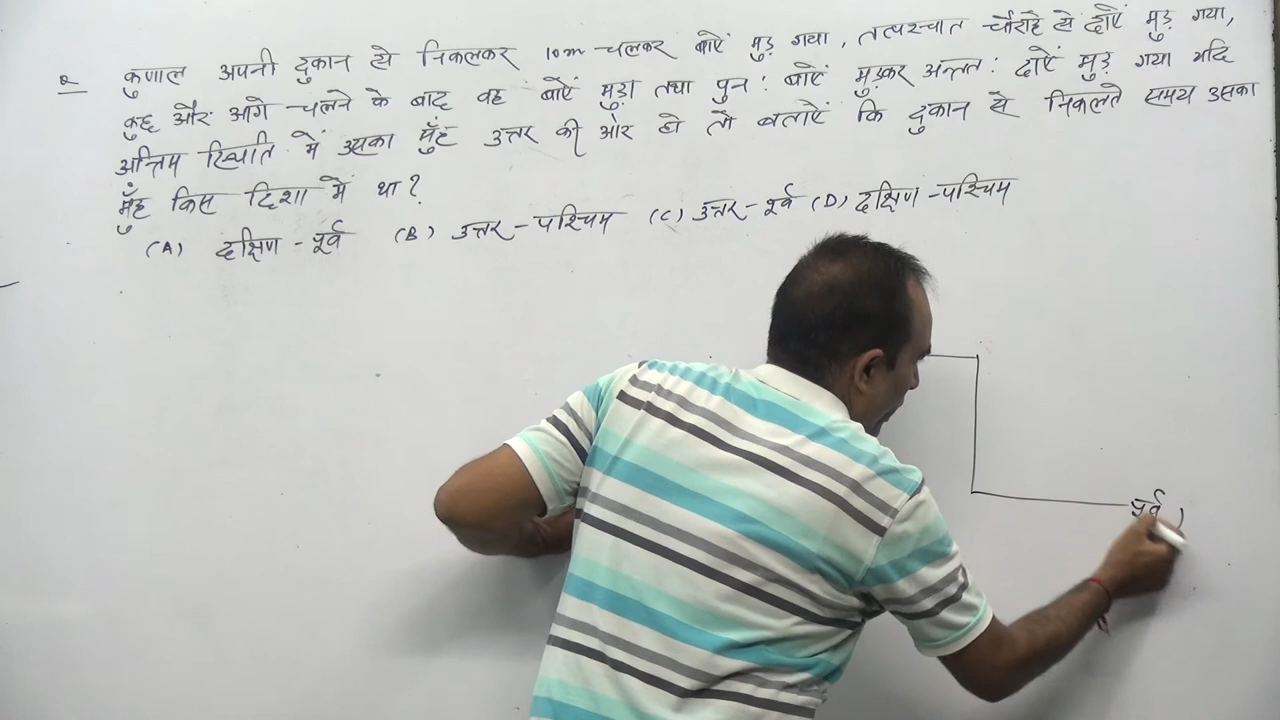 Q कुणाल अपनी दुकान से निकलकर 10m चलकर बाएँ मुड़ गया, तत्पश्चात चौराहे से दाएँ मुड़ गया,
कुछ और आगे चलने के बाद वह बाएँ मुड़ा तथा पुन: बाएँ मुड़कर अन्तत: दाएँ मुड़ गया यदि
अन्तिम स्थिति में उसका मुँह उत्तर की ओर हो तो बताएँ कि दुकान से निकलते समय उसका
मुँह किस दिशा में था?
(A) दक्षिण-पूर्व (B) उत्तर-पश्चिम (C) उत्तर-पूर्व (D) दक्षिण-पश्चिम
पूर्व